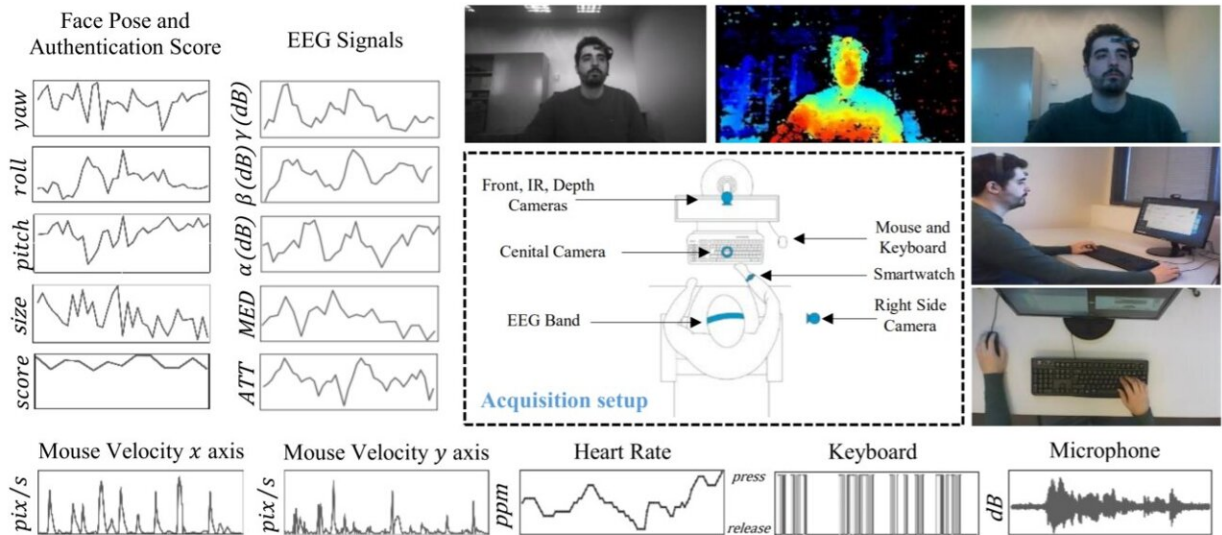 Face Pose and
Authentication Score
EEG Signals
yaw
roll
pitch
size
score
γ (dB)
β (dB)
α (dB)
MED
ATT
Front, IR, Depth
Cameras
Cenital Camera
EEG Band
Mouse and
Keyboard
Smartwatch
Right Side
Camera
Acquisition setup
Mouse Velocity x axis
pix/s
Mouse Velocity y axis
pix/s
Heart Rate
ppm
Keyboard
press
release
Microphone
dB